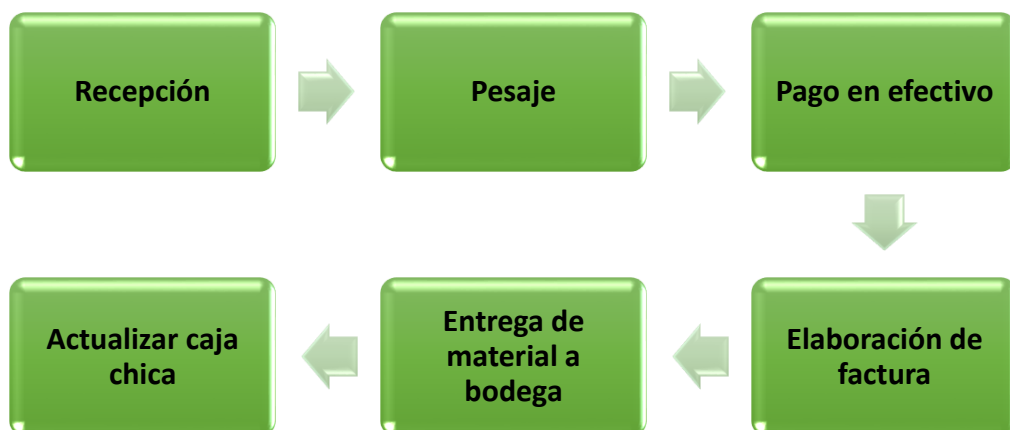 Recepción
Pesaje
Pago en efectivo
Elaboración de
factura
Entrega de
material a
bodega
Actualizar caja
chica